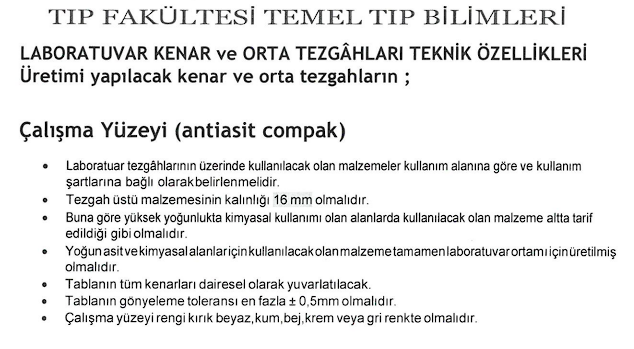 TIP FAKÜLTESİ TEMEL TIP BİLİMLERİ
LABORATUVAR KENAR ve ORTA TEZGÂHLARI TEKNİK ÖZELLİKLERİ
Üretimi yapılacak kenar ve orta tezgahların ;
Çalışma Yüzeyi (antiasit compak)
• Laboratuar tezgâhlarının üzerinde kullanılacak olan malzemeler kullanım alanına göre ve kullanım
şartlarına bağlı olarak belirlenmelidir.
• Tezgah üstü malzemesinin kalınlığı 16 mm olmalıdır.
• Buna göre yüksek yoğunlukta kimyasal kullanımı olan alanlarda kullanılacak olan malzeme altta tarif
edildiği gibi olmalıdır.
• Yoğun asit ve kimyasal alanlar için kullanılacak olan malzeme tamamen laboratuvar ortamı için üretilmiş
olmalıdır.
• Tablanın tüm kenarları dairesel olarak yuvarlatılacak.
• Tablanın gönyeleme toleransı en fazla ± 0,5mm olmalıdır.
• Çalışma yüzeyi rengi kırık beyaz,kum,bej,krem veya gri renkte olmalıdır.